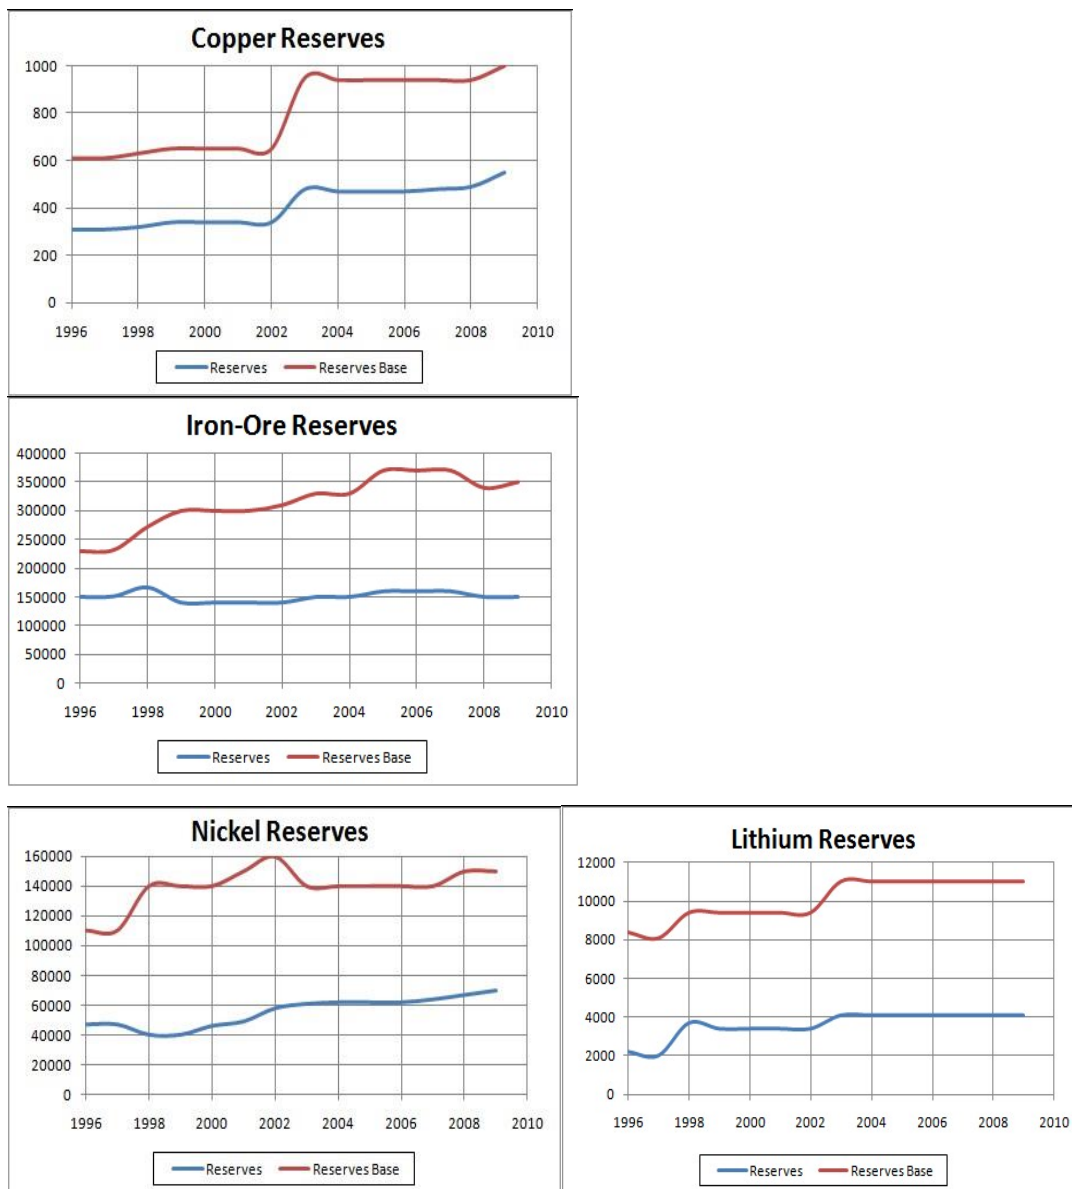 Copper Reserves
1000
800
600
400
200
0
1996 1998 2000 2002 2004 2006 2008 2010
Reserves Reserves Base
Iron-Ore Reserves
400000
350000
300000
250000
200000
150000
100000
50000
0
1996 1998 2000 2002 2004 2006 2008 2010
Reserves Reserves Base
Nickel Reserves
160000
140000
120000
100000
80000
60000
40000
20000
0
1996 1998 2000 2002 2004 2006 2008 2010
Reserves Reserves Base
Lithium Reserves
12000
10000
8000
6000
4000
2000
0
1996 1998 2000 2002 2004 2006 2008 2010
Reserves Reserves Base